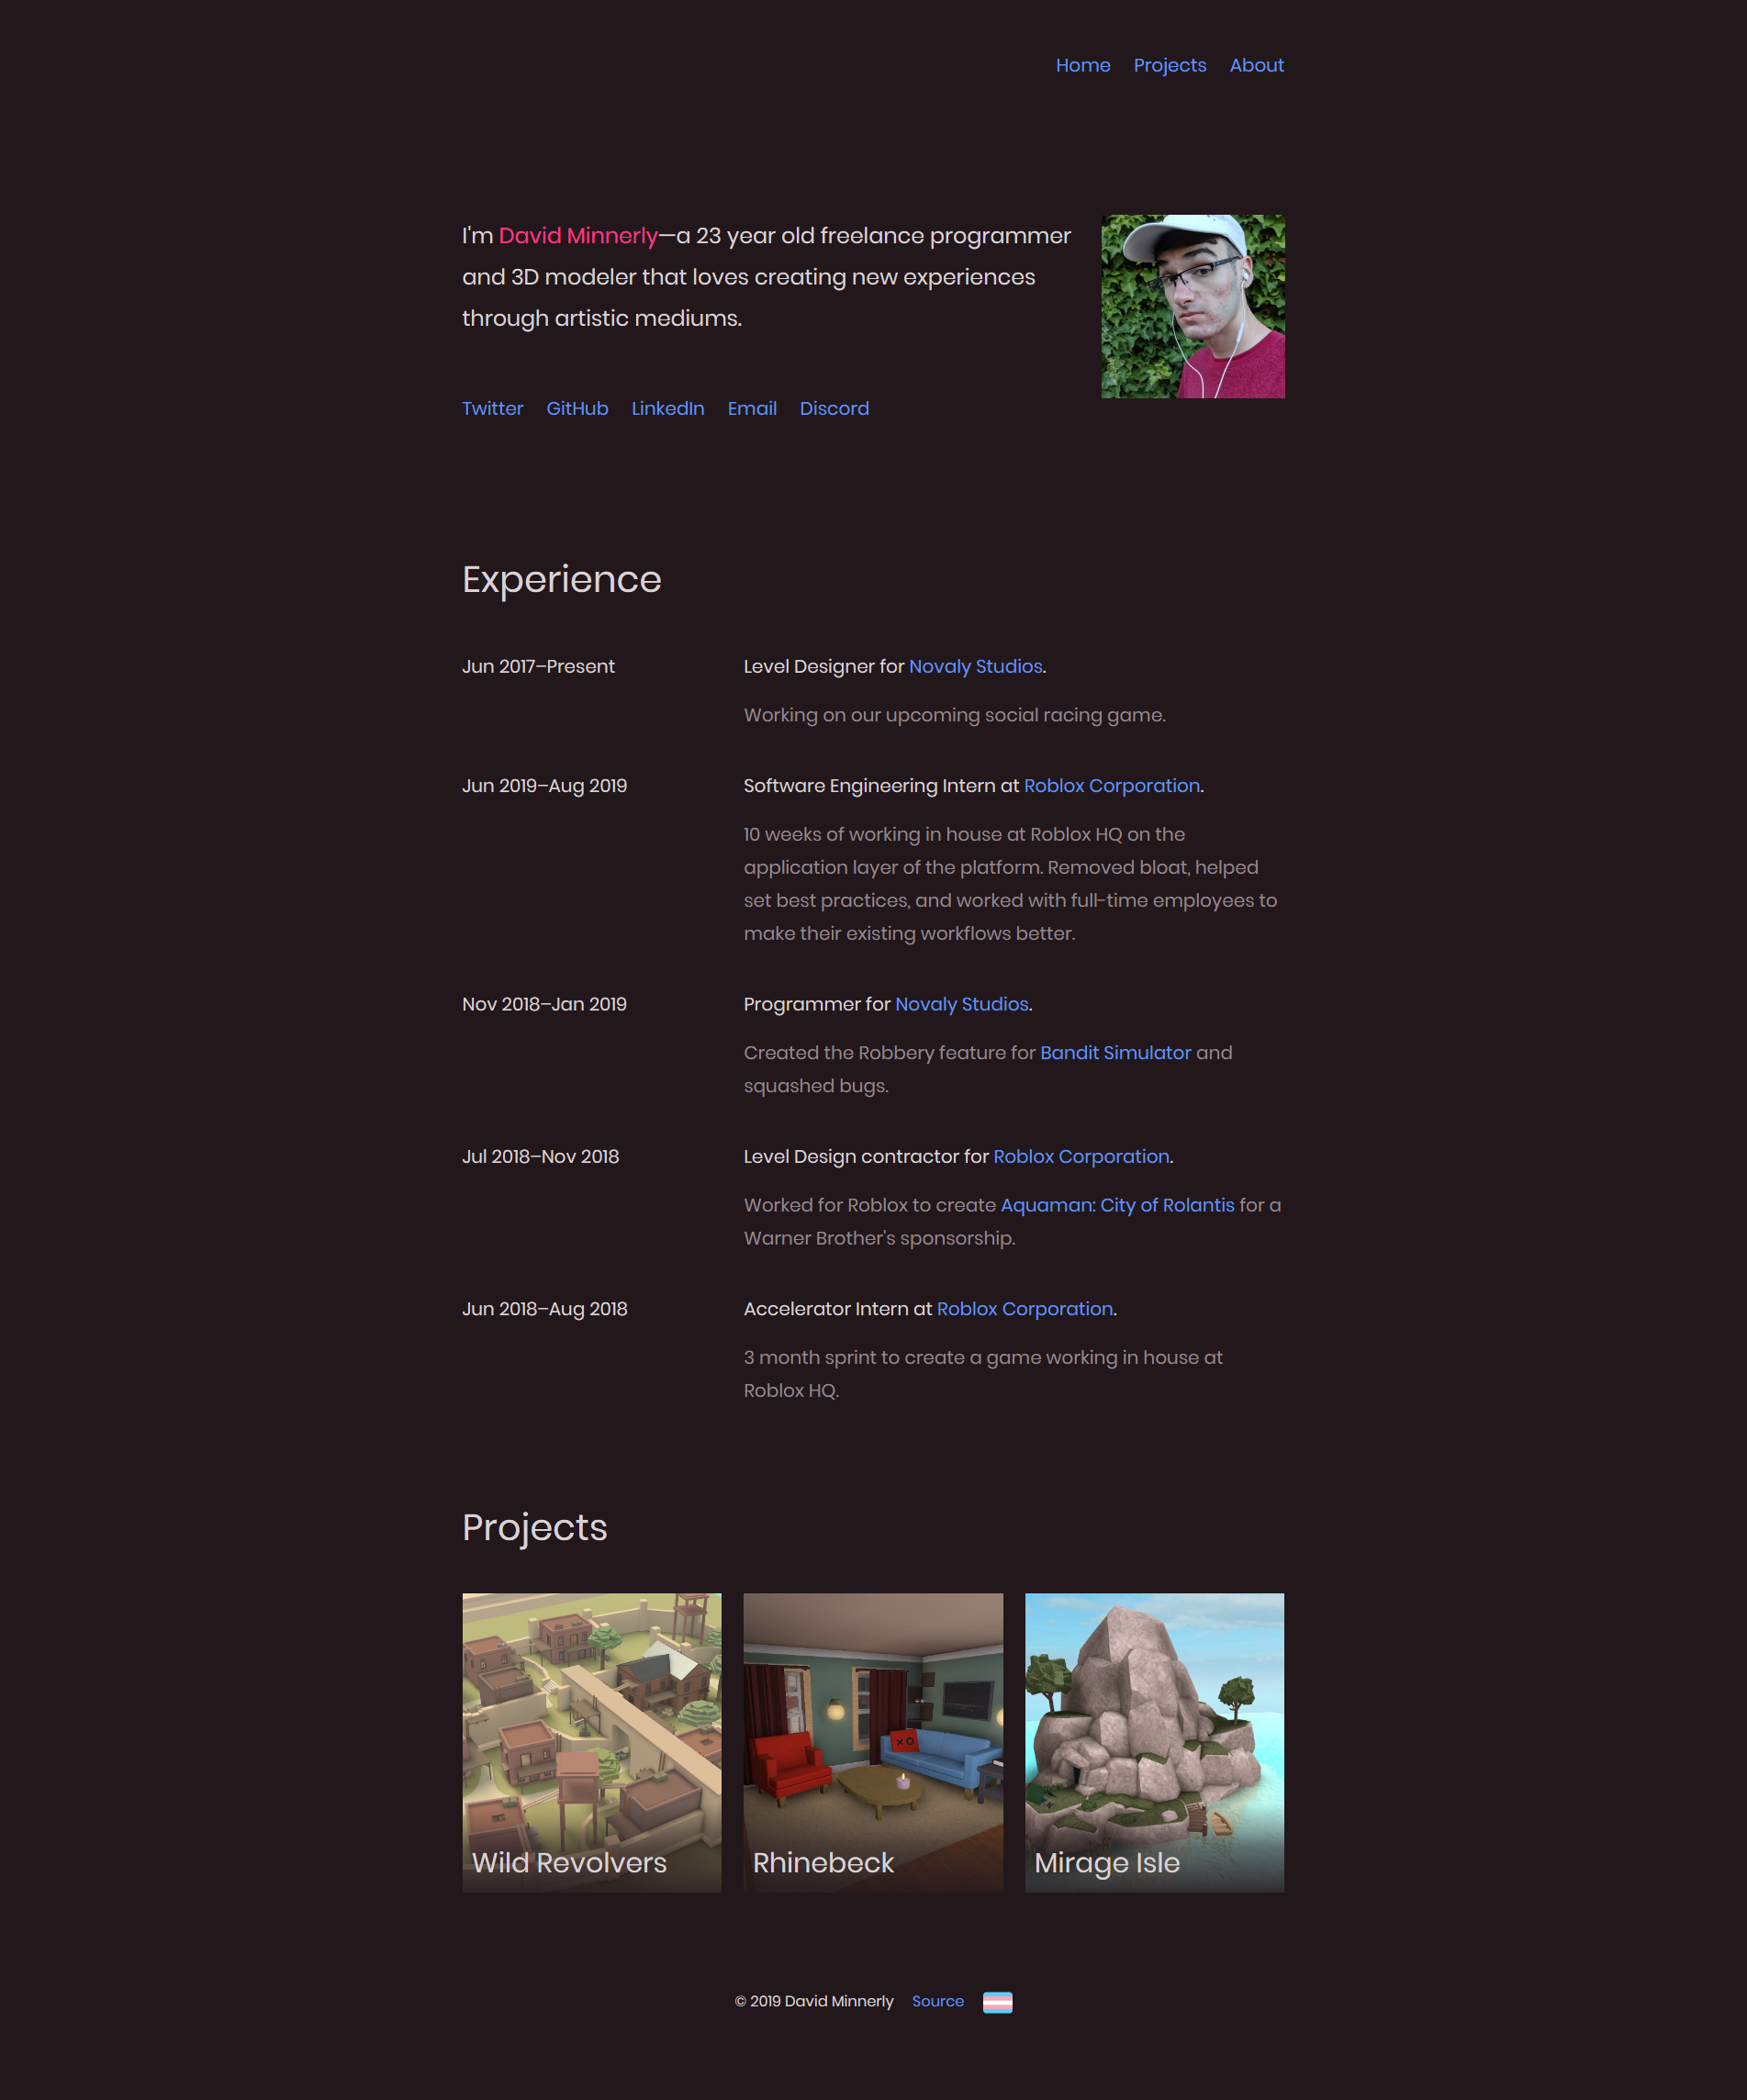 Home Projects About
I'm David Minnerly—a 23 year old freelance programmer
and 3D modeler that loves creating new experiences
through artistic mediums.
Twitter GitHub LinkedIn Email Discord
Experience
Jun 2017–Present
Level Designer for Novaly Studios.
Working on our upcoming social racing game.
Jun 2019–Aug 2019
Software Engineering Intern at Roblox Corporation.
10 weeks of working in house at Roblox HQ on the
application layer of the platform. Removed bloat, helped
set best practices, and worked with full-time employees to
make their existing workflows better.
Nov 2018–Jan 2019
Programmer for Novaly Studios.
Created the Robbery feature for Bandit Simulator and
squashed bugs.
Jul 2018–Nov 2018
Level Design contractor for Roblox Corporation.
Worked for Roblox to create Aquaman: City of Rolantis for a
Warner Brother's sponsorship.
Jun 2018–Aug 2018
Accelerator Intern at Roblox Corporation.
3 month sprint to create a game working in house at
Roblox HQ.
Projects
Wild Revolvers
XO
Rhinebeck
Mirage Isle
© 2019 David Minnerly Source